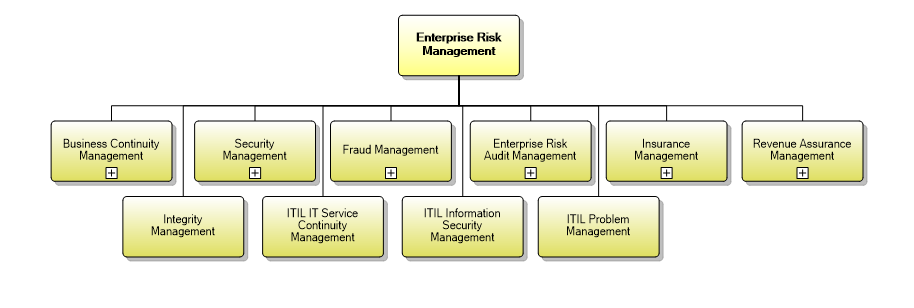 Enterprise Risk
Management
Business Continuity
Management
Security
Management
Fraud Management
Enterprise Risk
Audit Management
Insurance
Management
Revenue Assurance
Management
Integrity
Management
ITIL IT Service
Continuity
Management
ITIL Information
Security
Management
ITIL Problem
Management